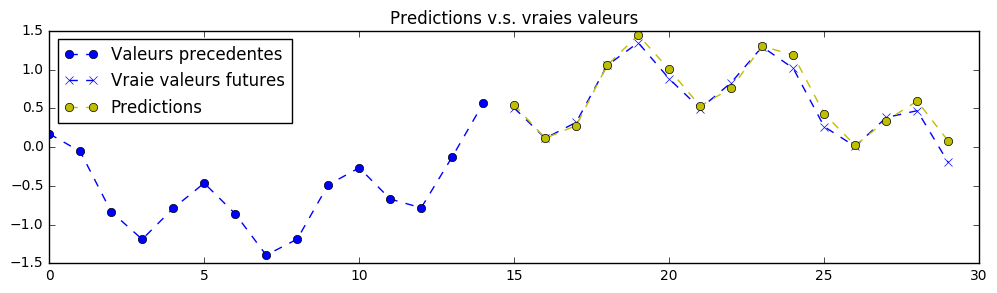 Predictions v.s. vraies valeurs
Valeurs precedentes
Vraie valeurs futures
Predictions
1.5
1.0
0.5
0.0
−0.5
−1.0
−1.5
0 5 10 15 20 25 30